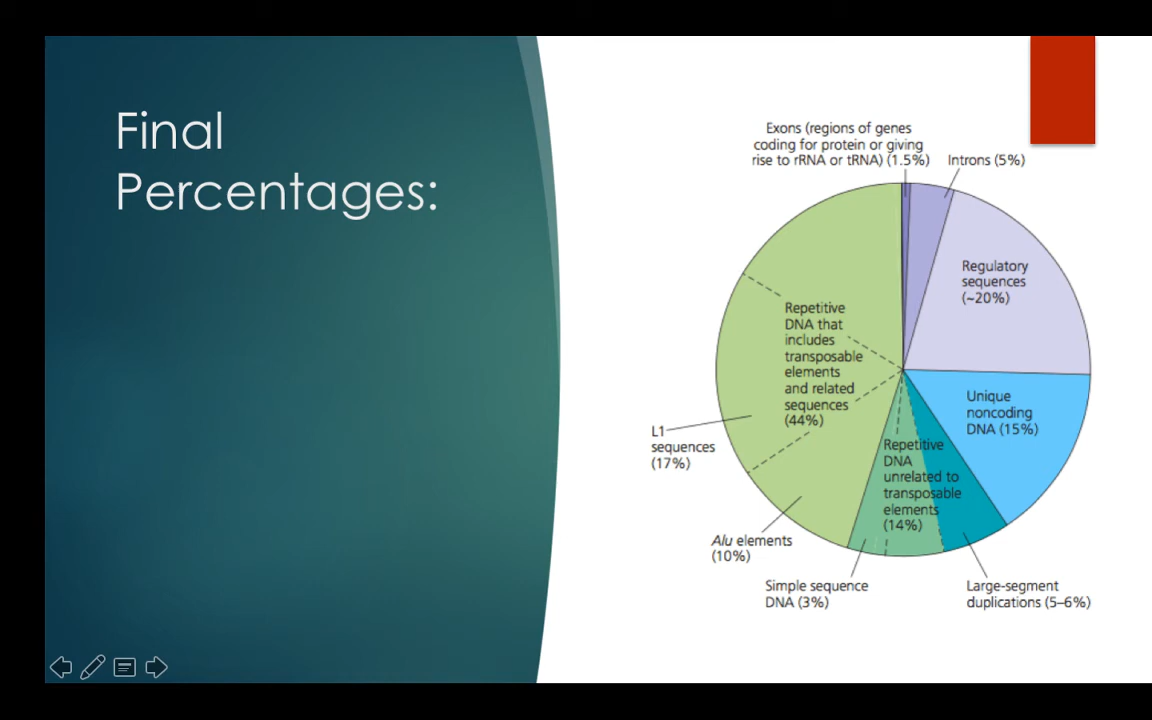 Final
Percentages:
Exons (regions of genes
coding for protein or giving
rise to rRNA or tRNA) (1.5%)
Introns (5%)
Regulatory
sequences
(~20%)
Repetitive
DNA that
includes
transposable
elements
and related
sequences
(44%)
Unique
noncoding
DNA (15%)
L1
sequences
(17%)
Repetitive
DNA
unrelated to
transposable
elements
(14%)
Alu elements
(10%)
Simple sequence
DNA (3%)
Large-segment
duplications (5–6%)